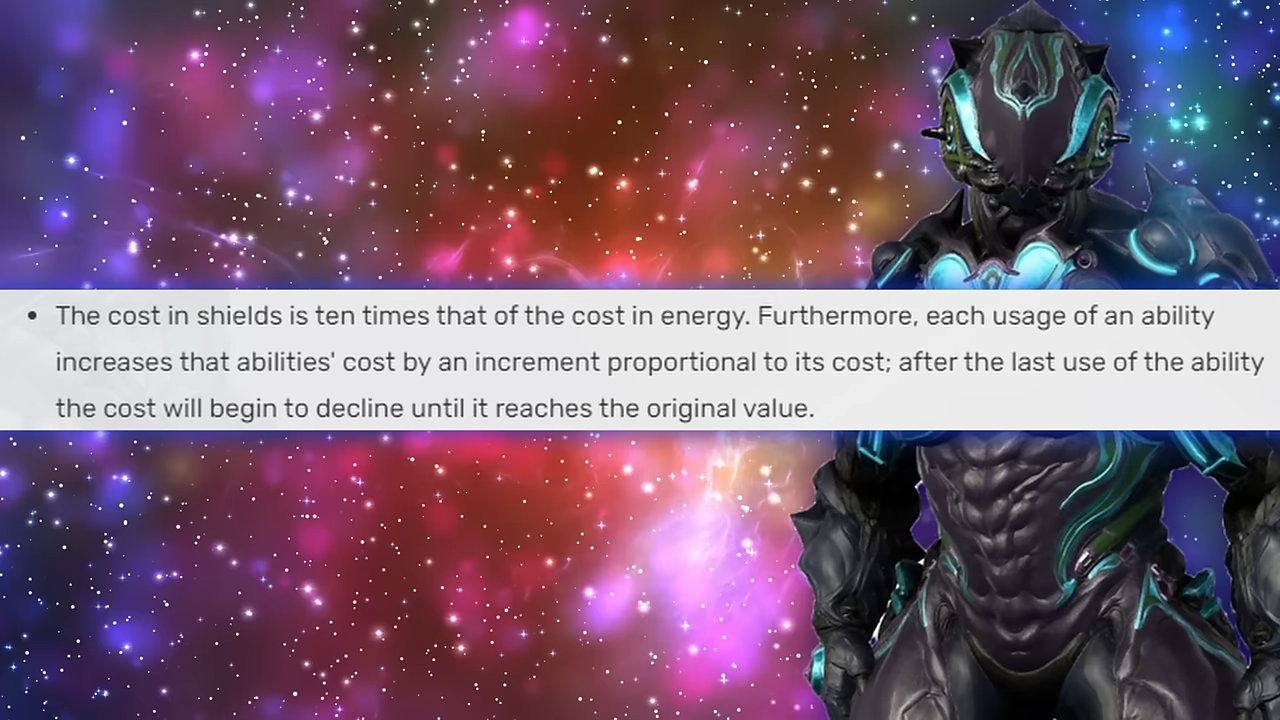 • The cost in shields is ten times that of the cost in energy. Furthermore, each usage of an ability
increases that abilities' cost by an increment proportional to its cost; after the last use of the ability
the cost will begin to decline until it reaches the original value.